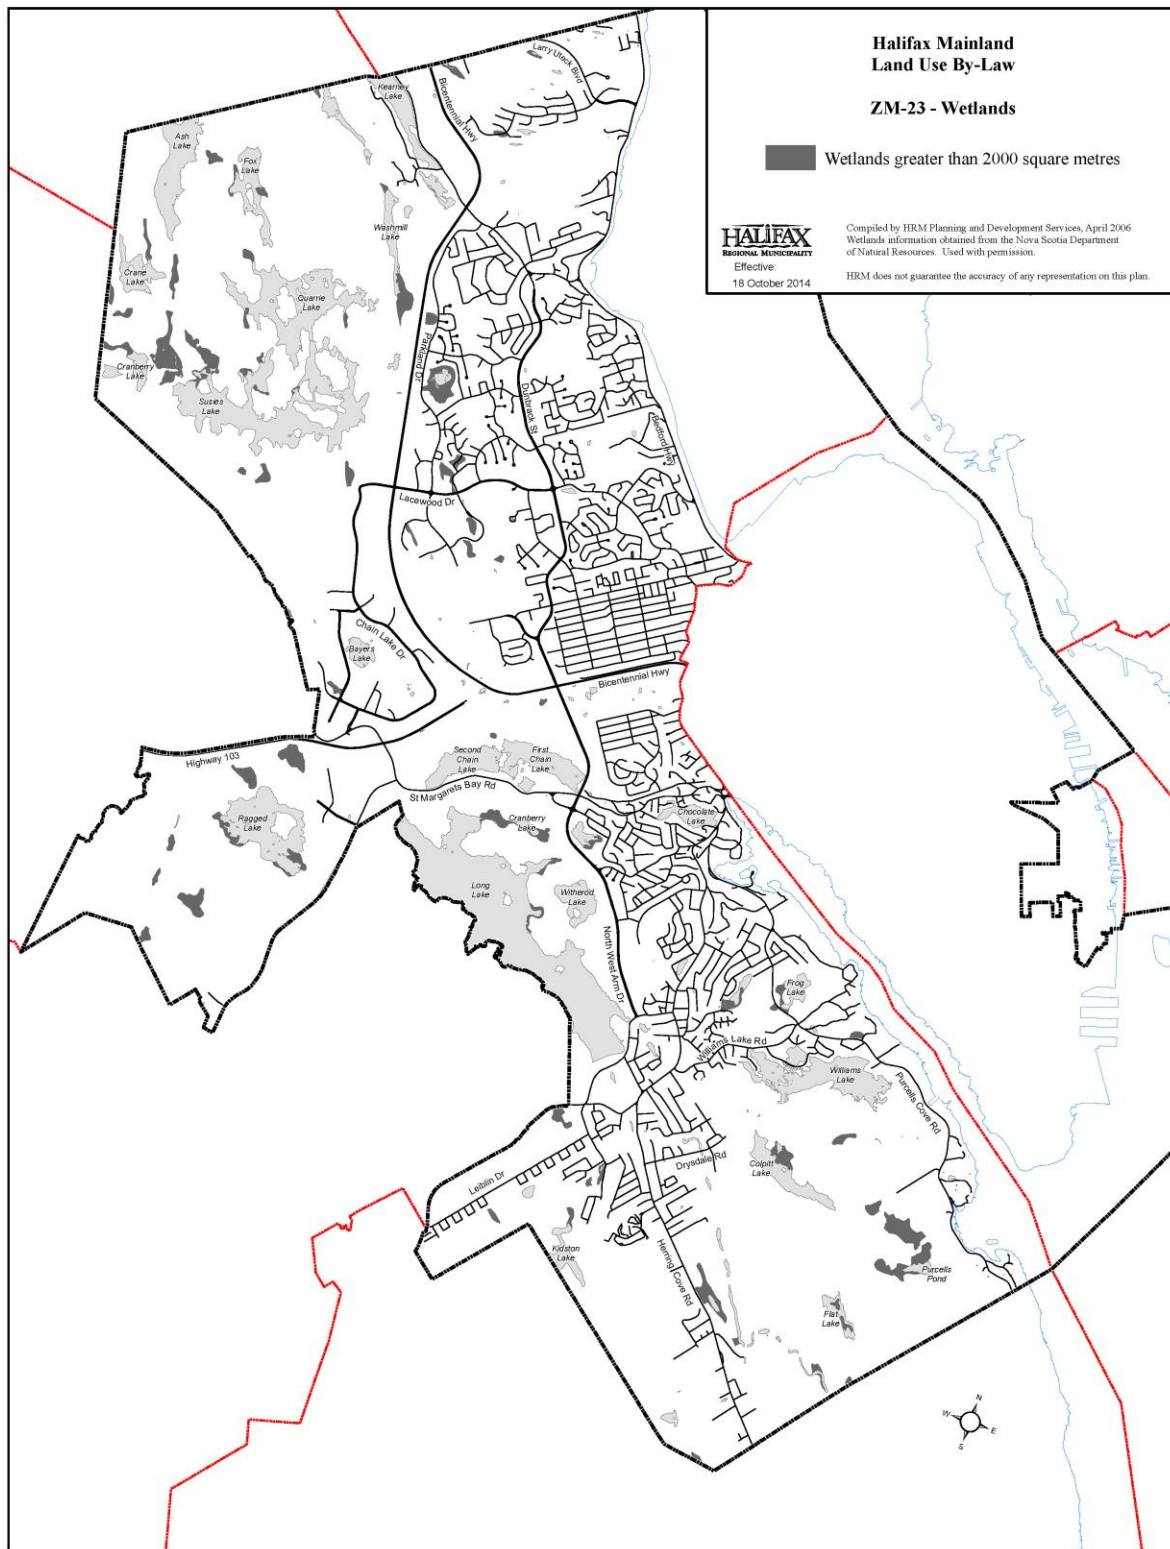 Halifax Mainland
Land Use By-Law
ZM-23 - Wetlands
Wetlands greater than 2000 square metres
HALIFAX
REGIONAL MUNICIPALITY
Effective:
18 October 2014
Compiled by HRM Planning and Development Services, April 2006
Wetlands information obtained from the Nova Scotia Department
of Natural Resources. Used with permission.
HRM does not guarantee the accuracy of any representation on this plan.
Larry Uteck Blvd
Kearney
Lake
Bicentennial Hwy
Ash
Lake
Fox
Lake
Washmill
Lake
Crane
Lake
Quarrie
Lake
Cranberry
Lake
Susies
Lake
Parkland Dr
Dunbrack St
Bedford Hwy
Lacewood Dr
Chain Lake Dr
Bayers
Lake
Bicentennial Hwy
Highway 103
Second
Chain
Lake
First
Chain
Lake
St Margarets Bay Rd
Ragged
Lake
Cranberry
Lake
Chocolate
Lake
Long
Lake
Witherod
Lake
North West Arm Dr
Frog
Lake
Williams Lake Rd
Williams
Lake
Purcells Cove Rd
Leiblin Dr
Drysdale Rd
Colpitt
Lake
Kidston
Lake
Herring Cove Rd
Purcells
Pond
Flat
Lake
N
W
E
S